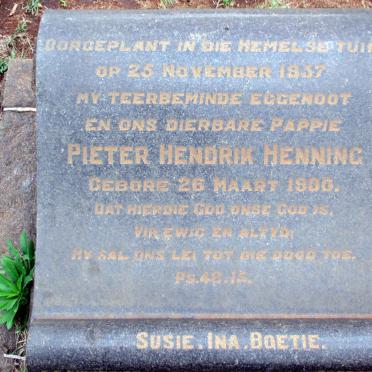 OORGEPLANT IN DIE HEMELSE TUIN
OP 25 NOVEMBER 1937
MY TEERBEMINDE EGGENOOT
EN ONS DIERBARE PAPPIE
PIETER HENDRIK HENNING
GEBORE 26 MAART 1900.
DAT HIERDIE GOD ONSE GOD IS,
VIR EWIG EN ALTYD;
HY SAL ONS LEI TOT DIE DOOD TOE.
PS. 48.15.
SUSIE. INA. BOETIE.